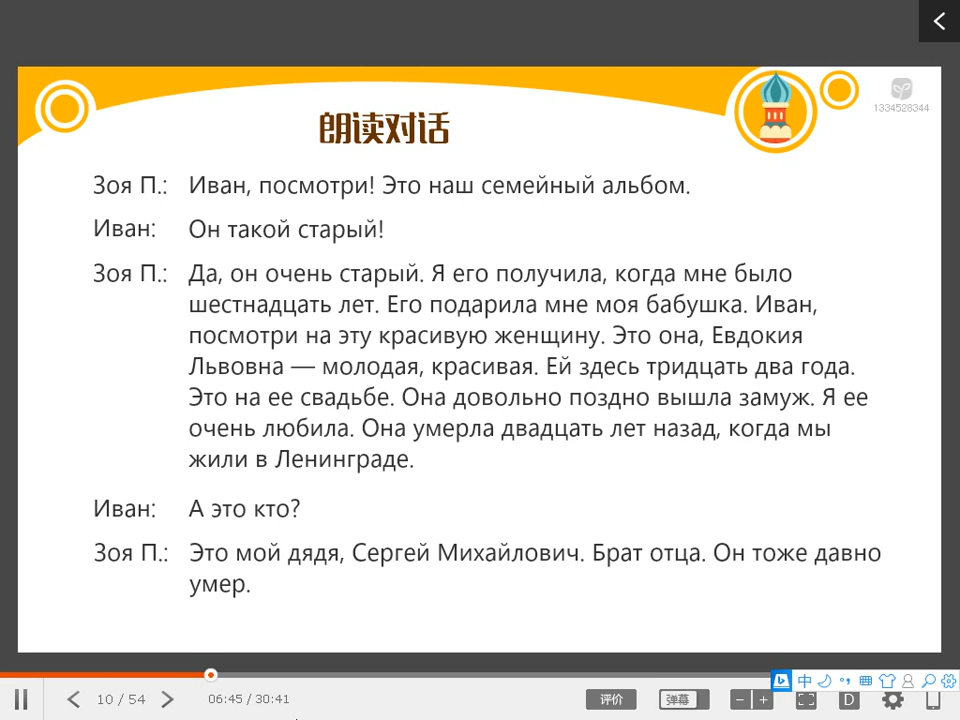 1334528344
朗读对话
Зоя П.: Иван, посмотри! Это наш семейный альбом.
Иван: Он такой старый!
Зоя П.: Да, он очень старый. Я его получила, когда мне было
шестнадцать лет. Его подарила мне моя бабушка. Иван,
посмотри на эту красивую женщину. Это она, Евдокия
Львовна — молодая, красивая. Ей здесь тридцать два года.
Это на ее свадьбе. Она довольно поздно вышла замуж. Я ее
очень любила. Она умерла двадцать лет назад, когда мы
жили в Ленинграде.
Иван: А это кто?
Зоя П.: Это мой дядя, Сергей Михайлович. Брат отца. Он тоже давно
умер.
中
10 / 54 06:45 / 30:41 评价 弹幕 − + D